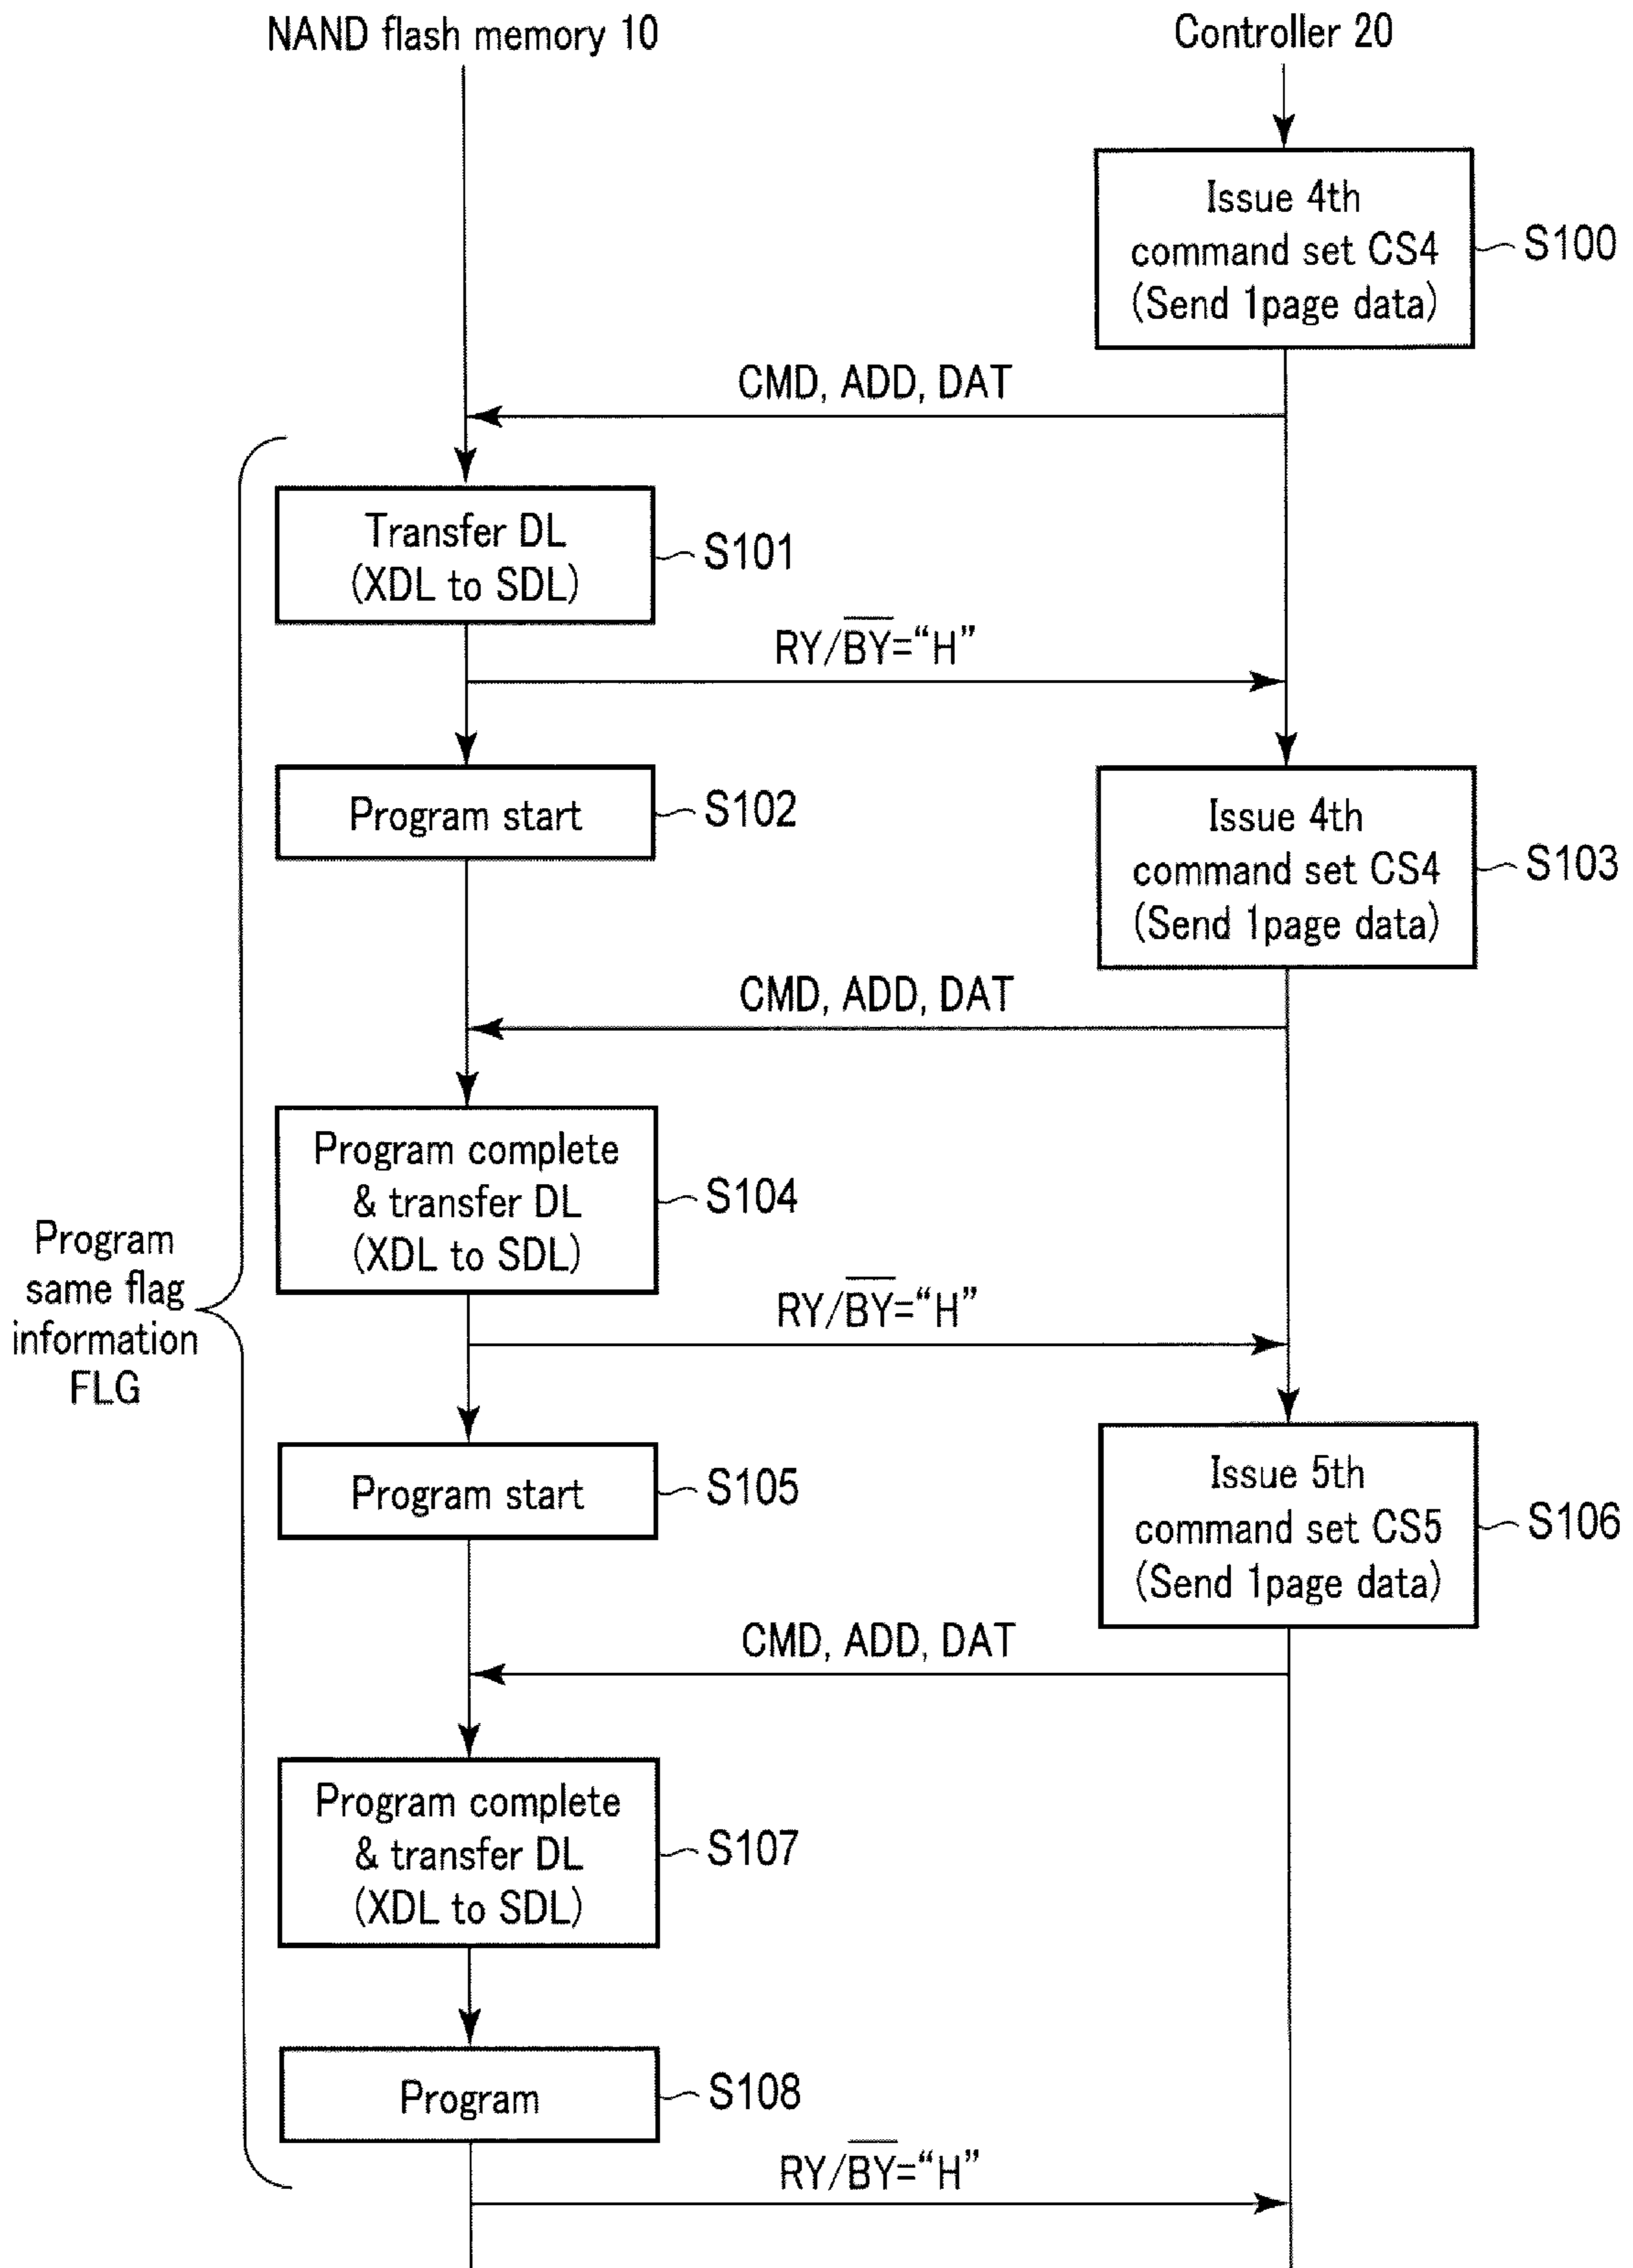 NAND flash memory 10
Controller 20
Issue 4th
command set CS4
(Send 1page data)
S100
CMD, ADD, DAT
Transfer DL
(XDL to SDL)
S101
RY/B̅Y̅=“H”
Program start
S102
Issue 4th
command set CS4
(Send 1page data)
S103
CMD, ADD, DAT
Program complete
& transfer DL
(XDL to SDL)
S104
Program
same flag
information
FLG
RY/B̅Y̅=“H”
Program start
S105
Issue 5th
command set CS5
(Send 1page data)
S106
CMD, ADD, DAT
Program complete
& transfer DL
(XDL to SDL)
S107
Program
S108
RY/B̅Y̅=“H”